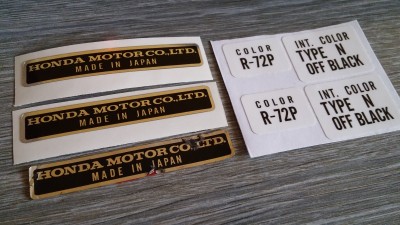 HONDA MOTOR CO.,LTD.
MADE IN JAPAN
HONDA MOTOR CO.,LTD.
MADE IN JAPAN
HONDA MOTOR CO.,LTD.
MADE IN JAPAN
COLOR
R-72P
INT. COLOR
TYPE N
OFF BLACK
COLOR
R-72P
INT. COLOR
TYPE N
OFF BLACK